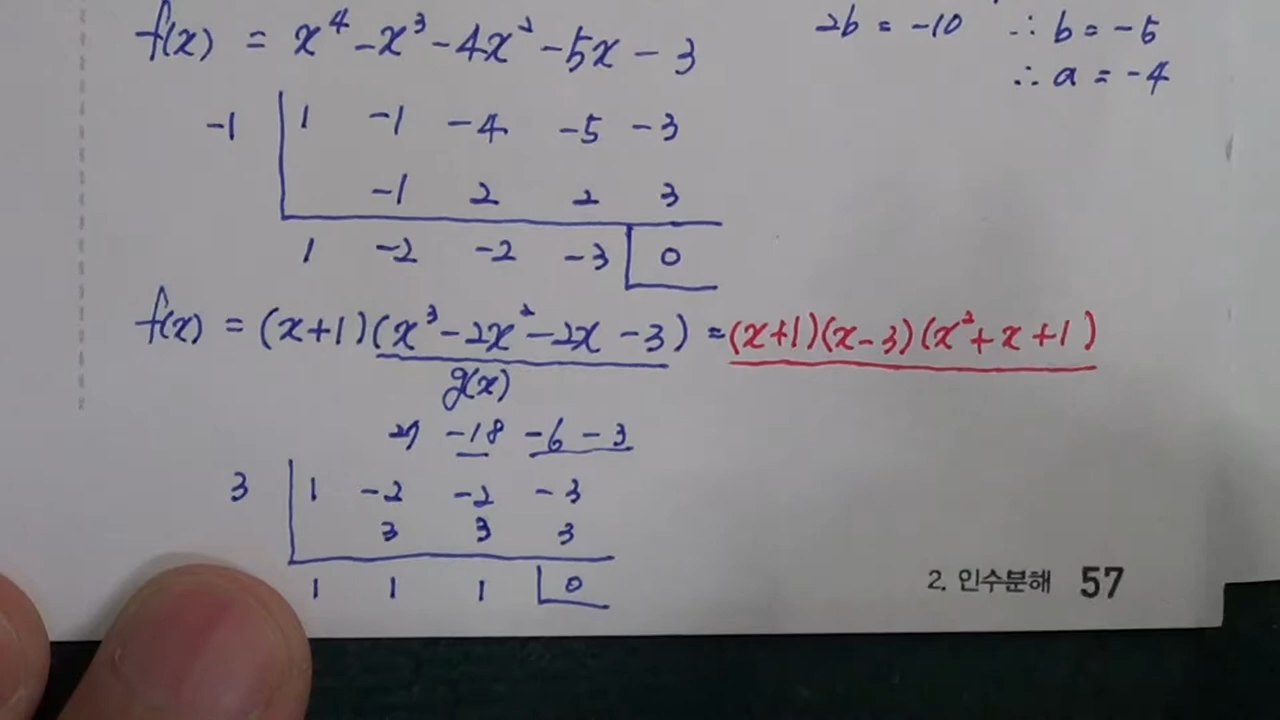 f(x) = x⁴ - x³ - 4x² - 5x - 3
2b = -10 ∴ b = -5
∴ a = -4
-1 1 -1 -4 -5 -3
-1 2 2 3
1 -2 -2 -3 0
f(x) = (x+1)(x³ - 2x² - 2x - 3) = (x+1)(x-3)(x²+x+1)
g(x)
27 -18 -6 -3
3 1 -2 -2 -3
3 3 3
1 1 1 0
2. 인수분해 57